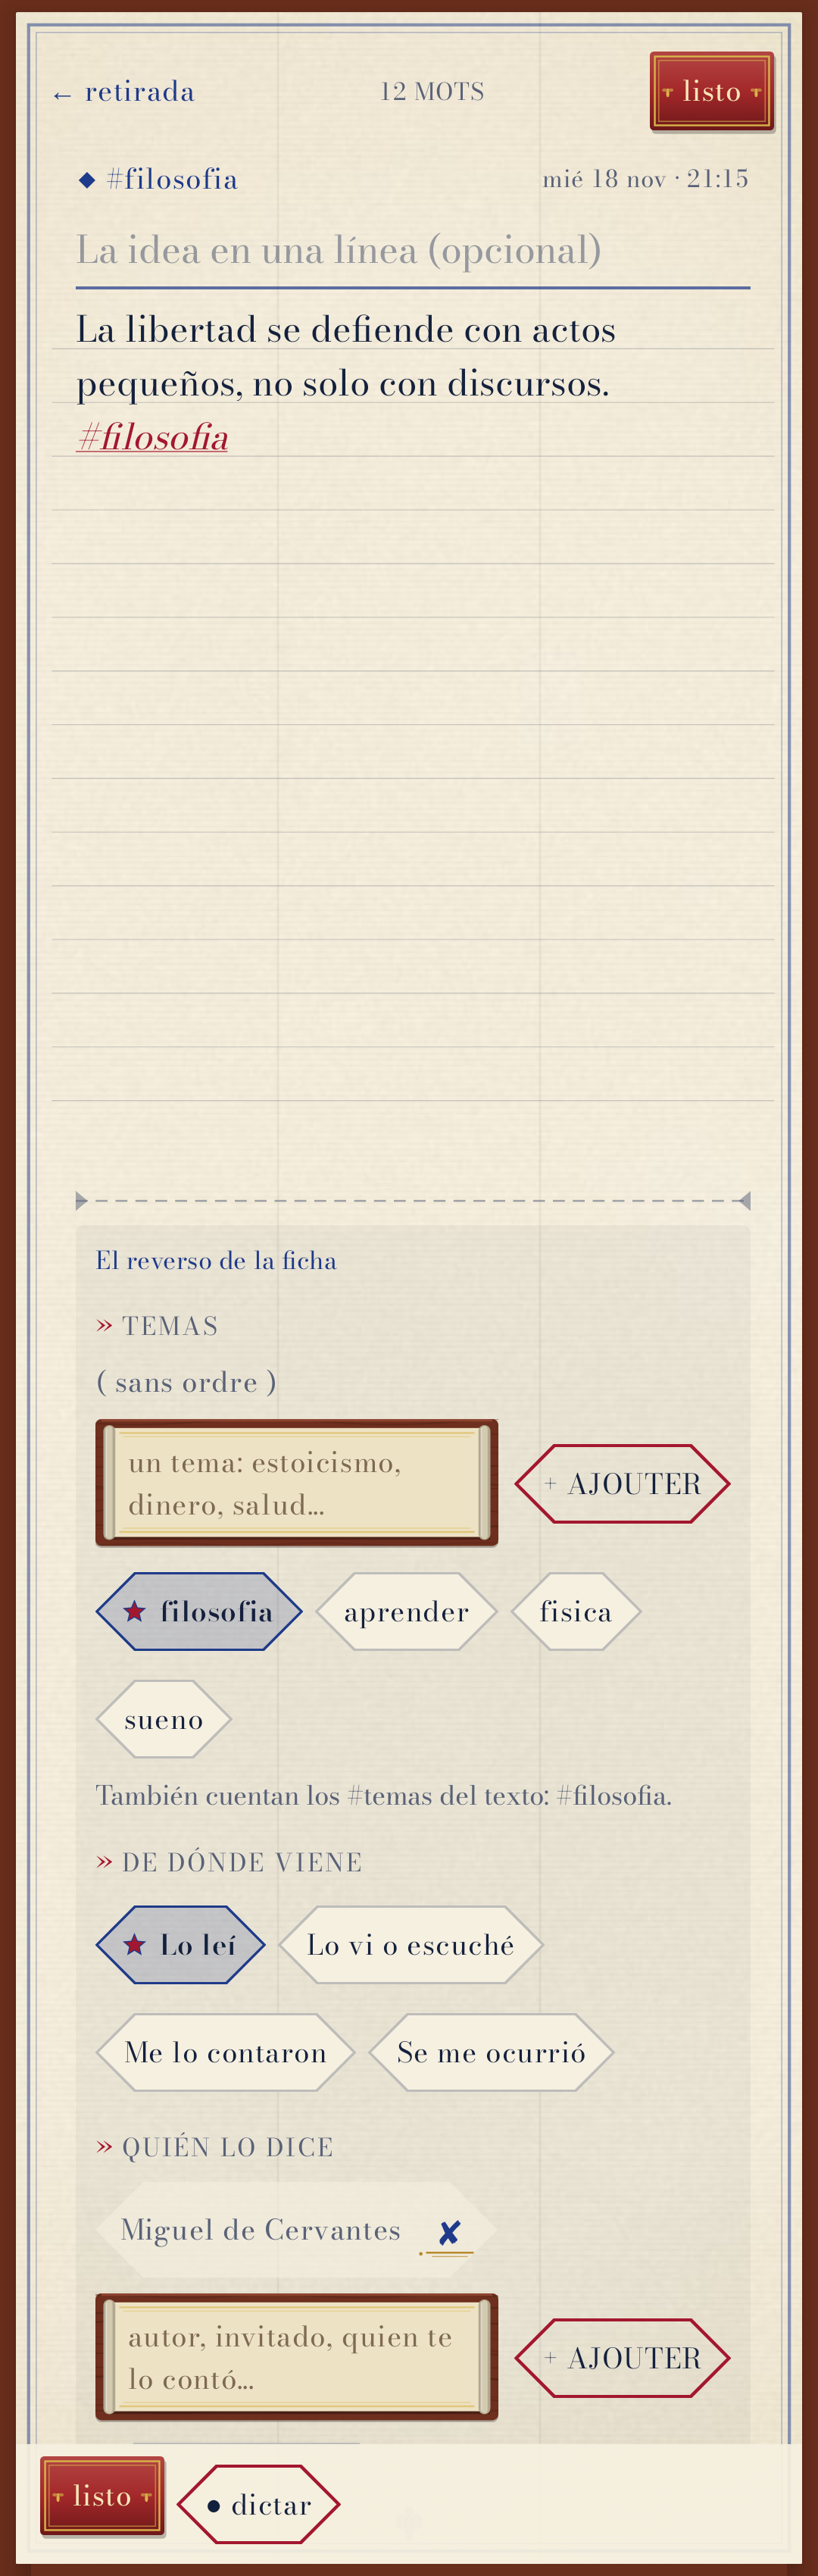 ← retirada 12 MOTS listo
◆ #filosofia mié 18 nov · 21:15
La idea en una línea (opcional)
La libertad se defiende con actos
pequeños, no solo con discursos.
#filosofia
El reverso de la ficha
» TEMAS
( sans ordre )
un tema: estoicismo,
dinero, salud...
+ AJOUTER
★ filosofia aprender fisica
sueno
También cuentan los #temas del texto: #filosofia.
» DE DÓNDE VIENE
★ Lo leí Lo vi o escuché
Me lo contaron Se me ocurrió
» QUIÉN LO DICE
Miguel de Cervantes ✘
autor, invitado, quien te
lo contó...
+ AJOUTER
listo ● dictar